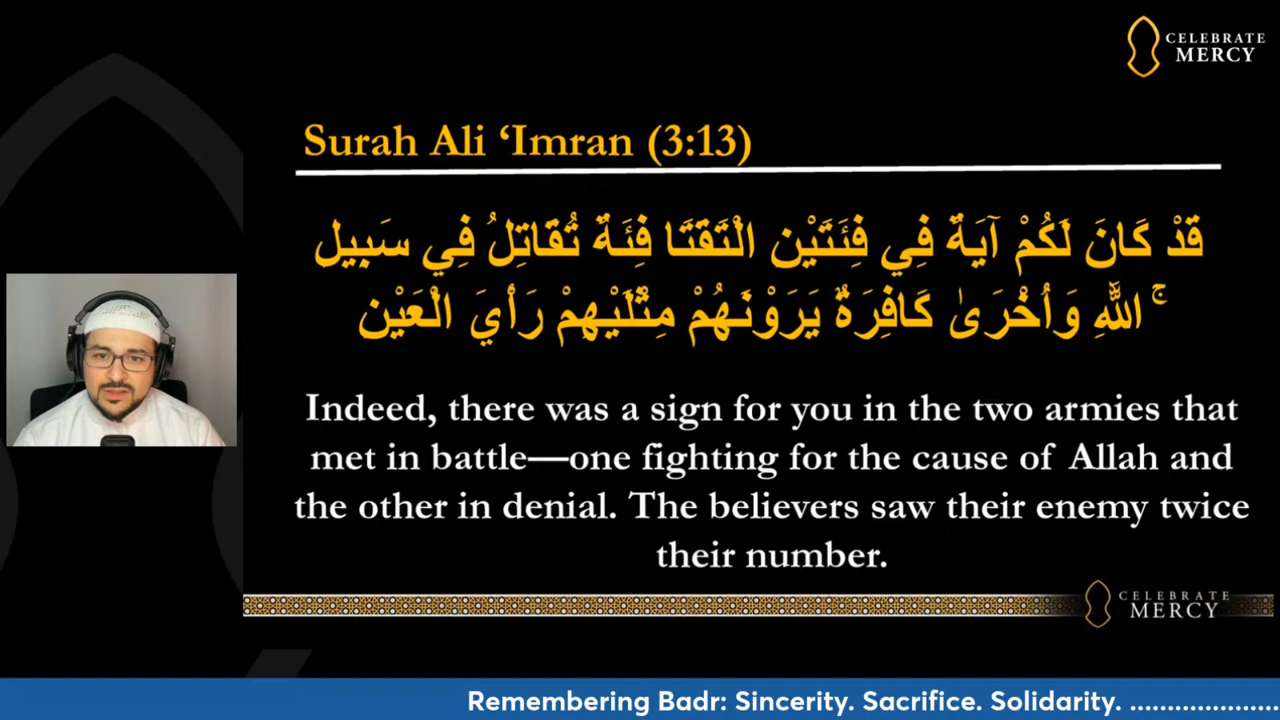 CELEBRATE
MERCY
Surah Ali ‘Imran (3:13)
قَدْ كَانَ لَكُمْ آيَةٌ فِي فِئَتَيْنِ الْتَقَتَا فِئَةٌ تُقَاتِلُ فِي سَبِيلِ
اللَّهِ وَأُخْرَىٰ كَافِرَةٌ يَرَوْنَهُمْ مِثْلَيْهِمْ رَأْيَ الْعَيْنِ ۚ
Indeed, there was a sign for you in the two armies that
met in battle—one fighting for the cause of Allah and
the other in denial. The believers saw their enemy twice
their number.
CELEBRATE
MERCY
Remembering Badr: Sincerity. Sacrifice. Solidarity. ....................